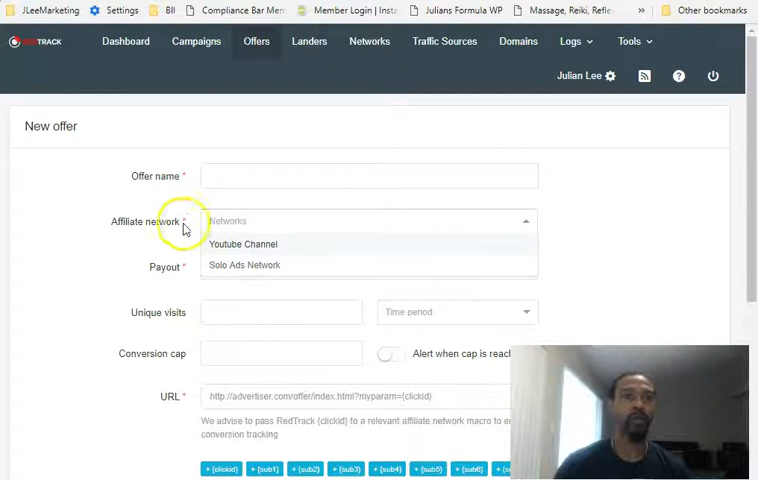 JLeeMarketing Settings BII Compliance Bar Mem Member Login | Insta Julians Formula WP Massage, Reiki, Refle » Other bookmarks
REDTRACK Dashboard Campaigns Offers Landers Networks Traffic Sources Domains Logs Tools
Julian Lee
New offer
Offer name *
Affiliate network * Networks
Youtube Channel
Solo Ads Network
Payout *
Unique visits Time period
Conversion cap Alert when cap is reach
URL * http://advertiser.com/offer/index.html?myparam={clickid}
We advise to pass RedTrack {clickid} to a relevant affiliate network macro to e
conversion tracking
+ {clickid} + {sub1} + {sub2} + {sub3} + {sub4} + {sub5} + {sub6} + {su